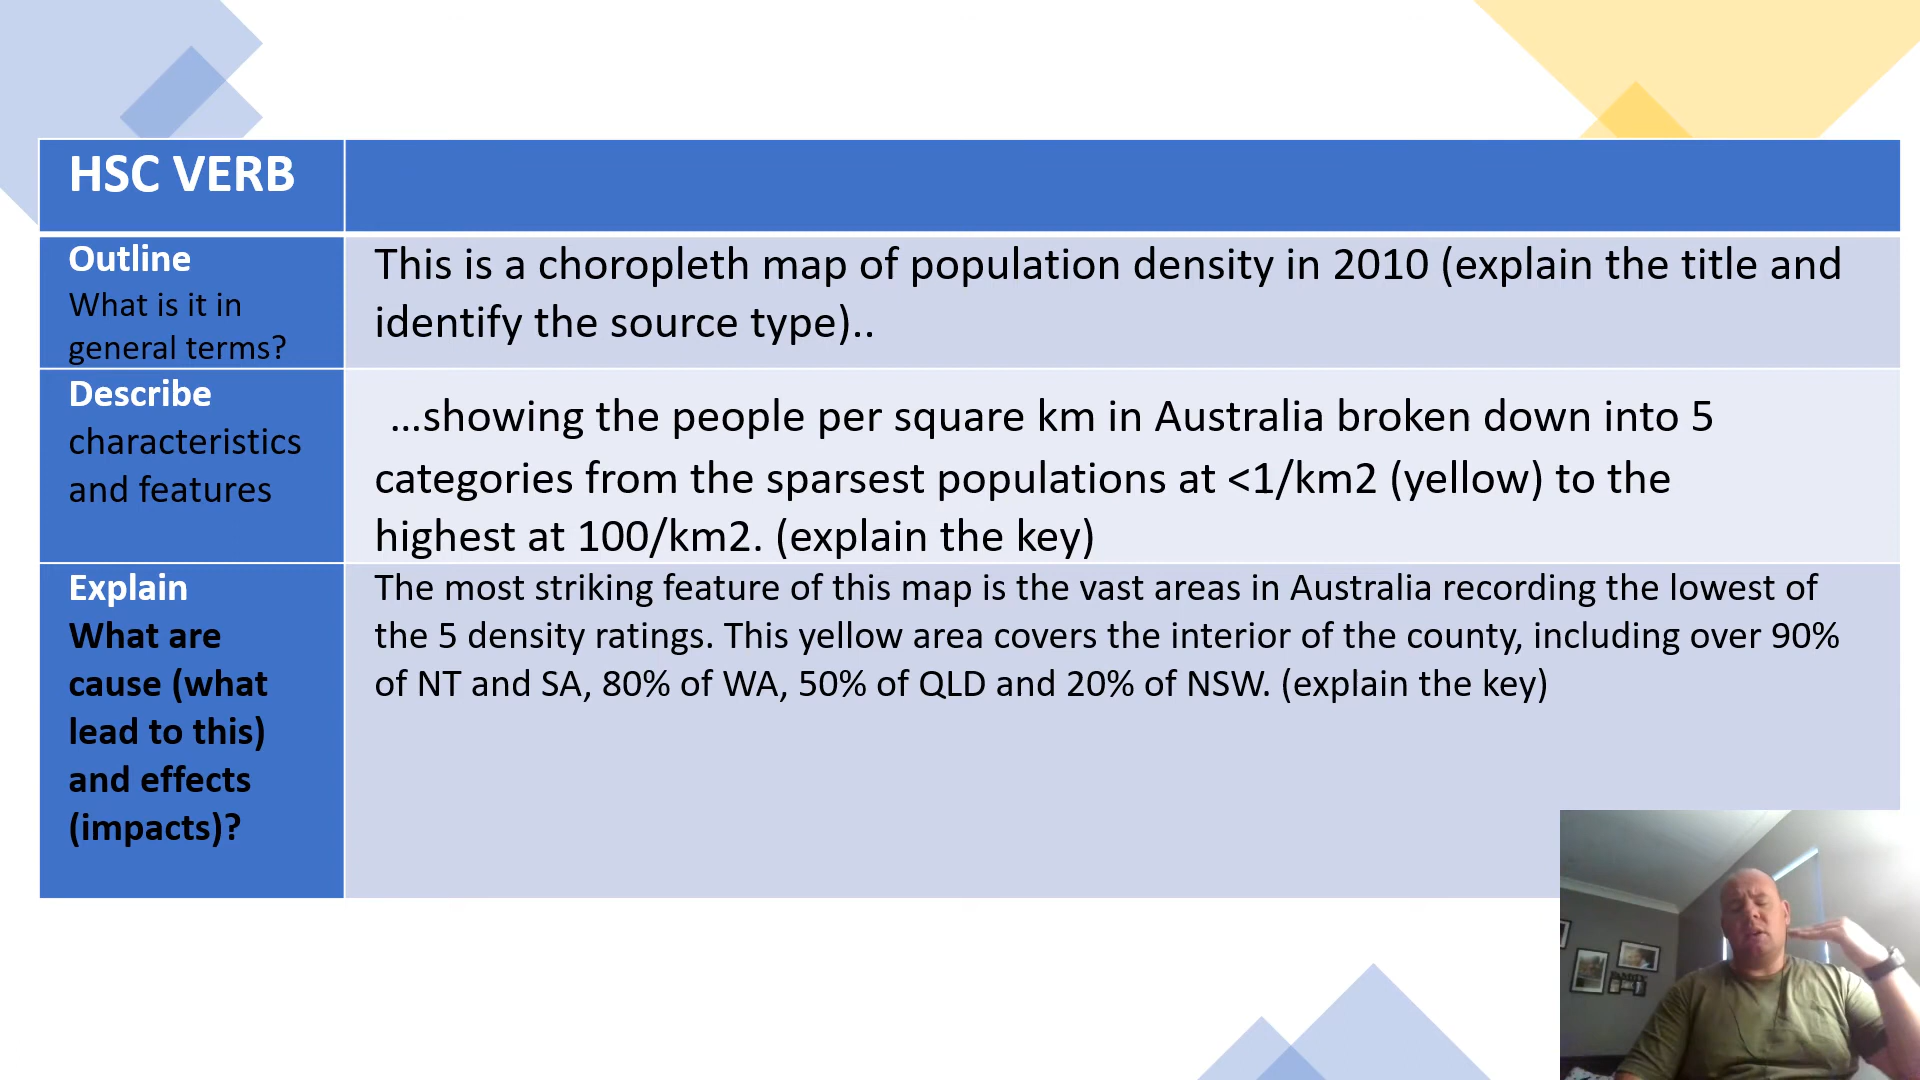 HSC VERB
Outline
What is it in
general terms?
This is a choropleth map of population density in 2010 (explain the title and
identify the source type)..
Describe
characteristics
and features
...showing the people per square km in Australia broken down into 5
categories from the sparsest populations at <1/km2 (yellow) to the
highest at 100/km2. (explain the key)
Explain
What are
cause (what
lead to this)
and effects
(impacts)?
The most striking feature of this map is the vast areas in Australia recording the lowest of
the 5 density ratings. This yellow area covers the interior of the county, including over 90%
of NT and SA, 80% of WA, 50% of QLD and 20% of NSW. (explain the key)